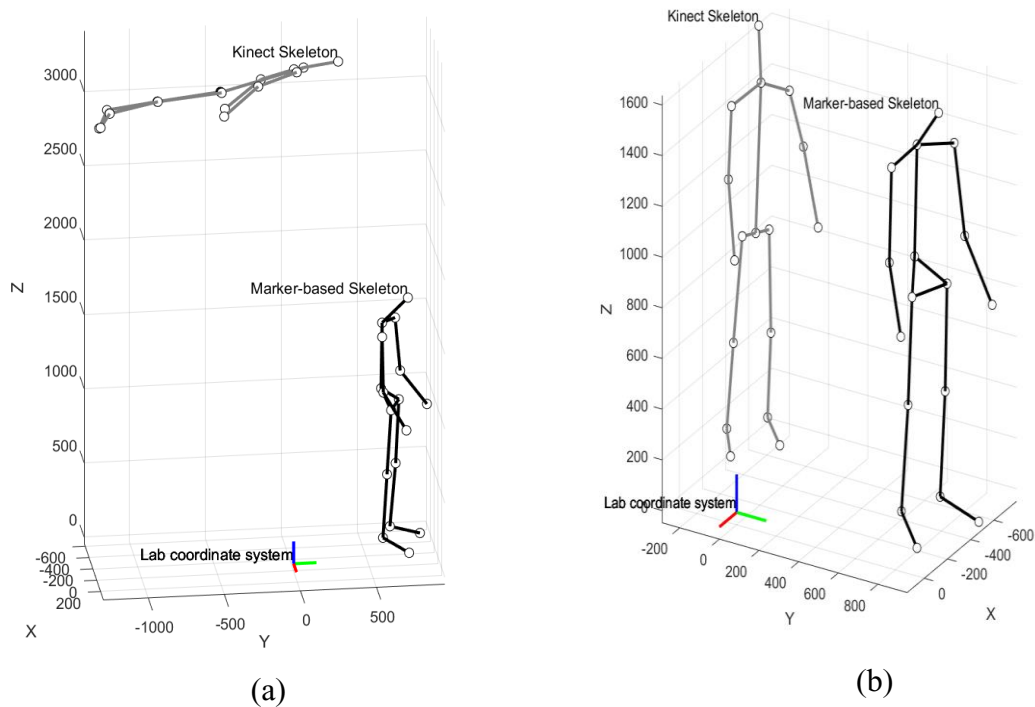 Kinect Skeleton
3000
2500
2000
Z
Marker-based Skeleton
1500
1000
500
0
-600
-400
-200
0
200
Lab coordinate system
X
-1000
-500
0
500
Y
(a)
Kinect Skeleton
1600
Marker-based Skeleton
1400
1200
1000
Z
800
600
400
200
Lab coordinate system
0
-200
0
200
400
600
800
Y
-600
-400
-200
0
X
(b)